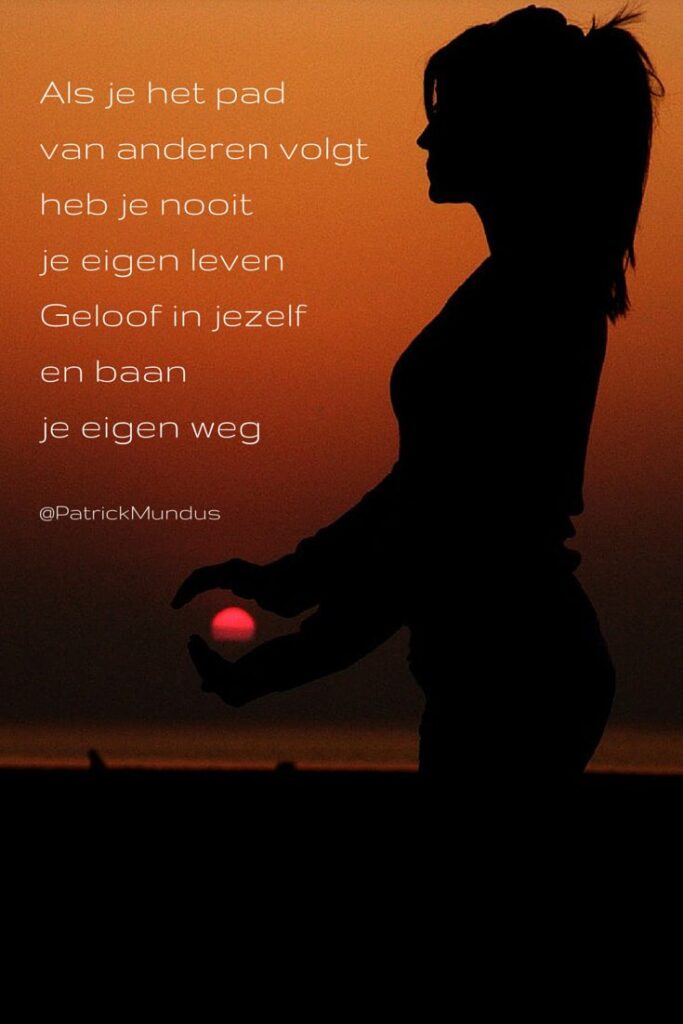 Als je het pad
van anderen volgt
heb je nooit
je eigen leven
Geloof in jezelf
en baan
je eigen weg
@PatrickMundus